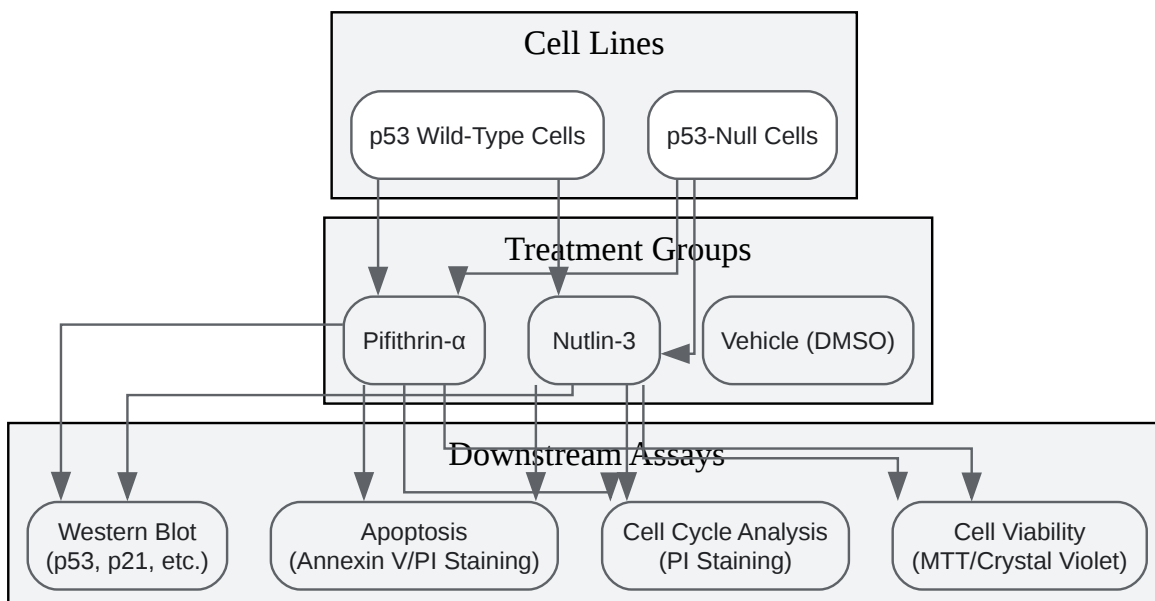 Cell Lines
p53 Wild-Type Cells
p53-Null Cells
Treatment Groups
Pifithrin-α
Nutlin-3
Vehicle (DMSO)
Downstream Assays
Western Blot
(p53, p21, etc.)
Apoptosis
(Annexin V/PI Staining)
Cell Cycle Analysis
(PI Staining)
Cell Viability
(MTT/Crystal Violet)